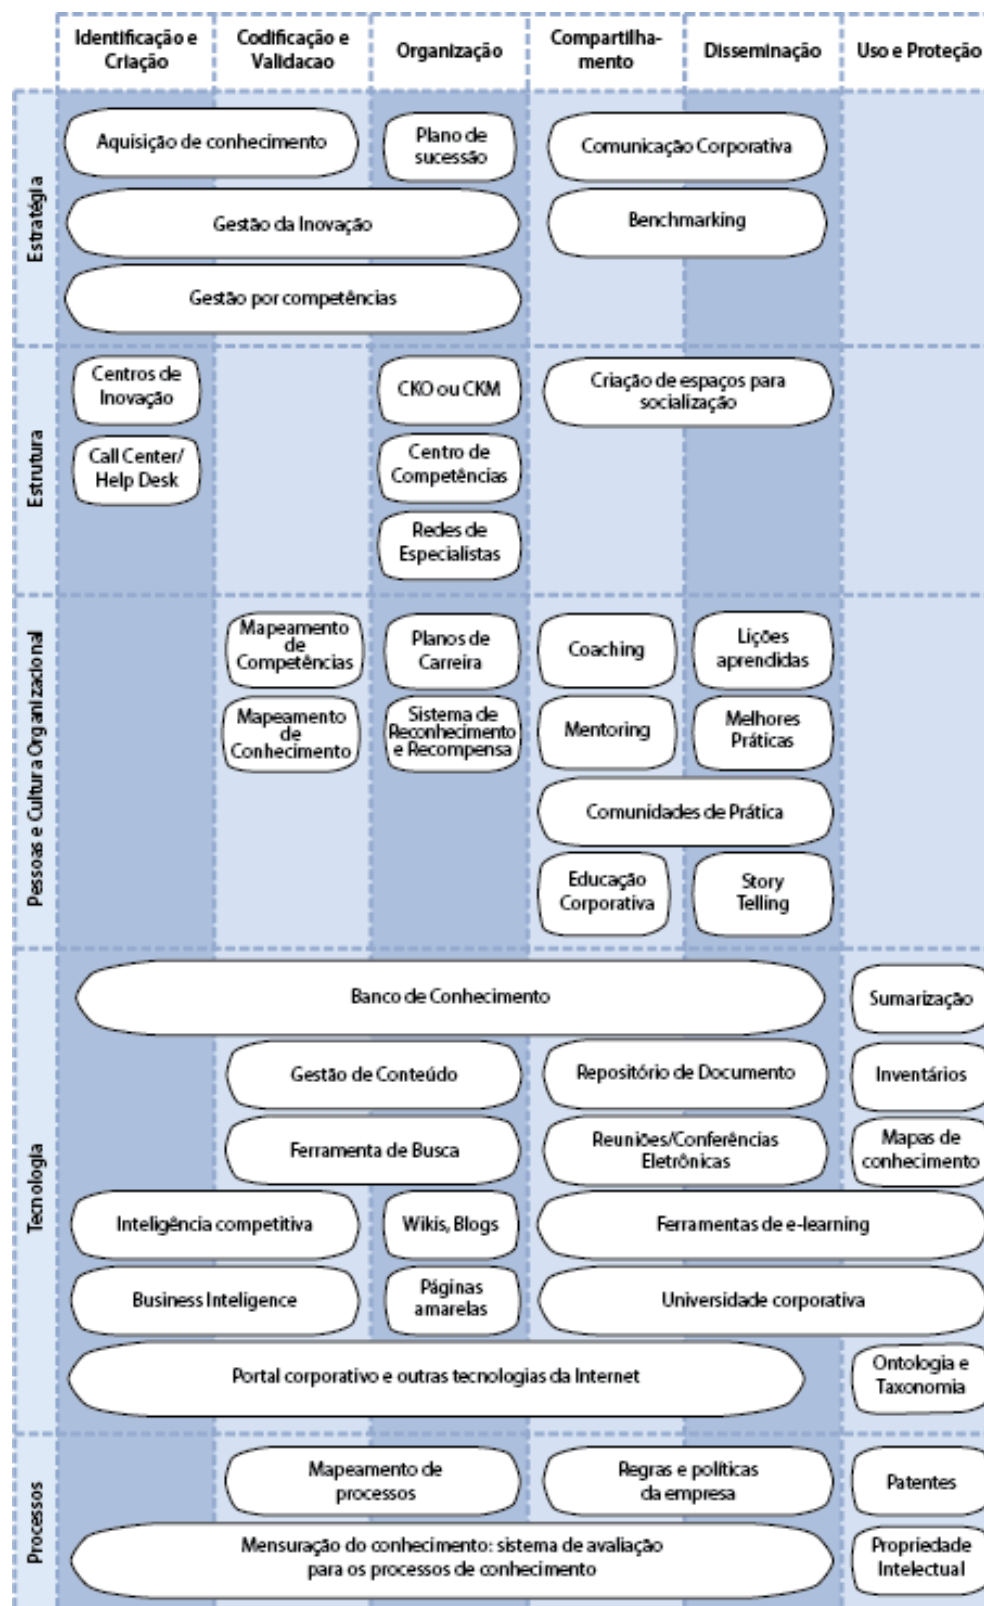 Identificação e
Criação
Codificação e
Validacao
Organização
Compartilha-
mento
Disseminação
Uso e Proteção
Estratégia
Aquisição de conhecimento
Plano de
sucessão
Comunicação Corporativa
Gestão da Inovação
Benchmarking
Gestão por competências
Estrutura
Centros de
Inovação
CKO ou CKM
Criação de espaços para
socialização
Call Center/
Help Desk
Centro de
Competências
Redes de
Especialistas
Pessoas e Cultura Organizacional
Mapeamento
de
Competências
Planos de
Carreira
Coaching
Lições
aprendidas
Mapeamento
de
Conhecimento
Sistema de
Reconhecimento
e Recompensa
Mentoring
Melhores
Práticas
Comunidades de Prática
Educação
Corporativa
Story
Telling
Tecnologia
Banco de Conhecimento
Sumarização
Gestão de Conteúdo
Repositório de Documento
Inventários
Ferramenta de Busca
Reuniões/Conferências
Eletrônicas
Mapas de
conhecimento
Inteligência competitiva
Wikis, Blogs
Ferramentas de e-learning
Business Inteligence
Páginas
amarelas
Universidade corporativa
Portal corporativo e outras tecnologias da Internet
Ontologia e
Taxonomia
Processos
Mapeamento de
processos
Regras e políticas
da empresa
Patentes
Mensuração do conhecimento: sistema de avaliação
para os processos de conhecimento
Propriedade
Intelectual